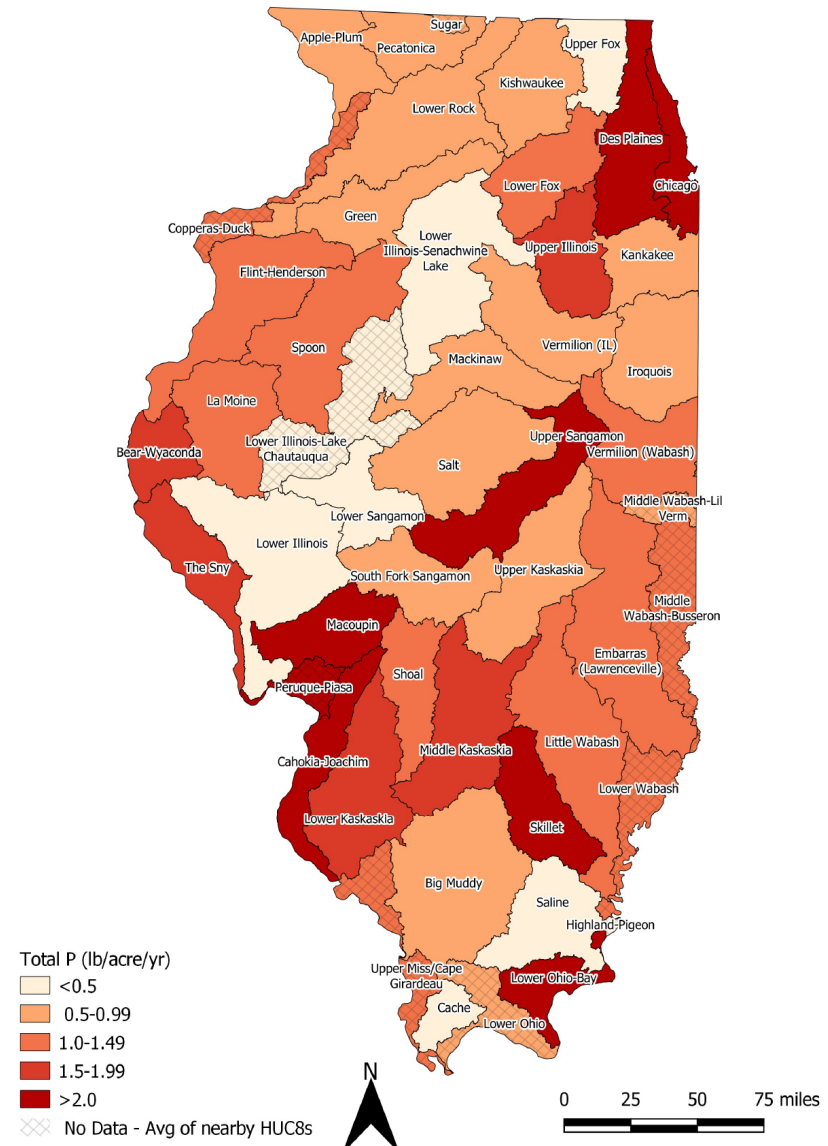 Sugar
Apple-Plum
Pecatonica
Upper Fox
Kishwaukee
Lower Rock
Des Plaines
Lower Fox
Chicago
Green
Copperas-Duck
Lower
Illinois-Senachwine
Lake
Upper Illinois
Kankakee
Flint-Henderson
Spoon
Vermilion (IL)
Mackinaw
Iroquois
La Moine
Bear-Wyaconda
Lower Illinois-Lake
Chautauqua
Upper Sangamon
Vermilion (Wabash)
Salt
Middle Wabash-Lil
Verm
Lower Sangamon
Lower Illinois
The Sny
South Fork Sangamon
Upper Kaskaskia
Middle
Wabash-Busseron
Macoupin
Embarras
(Lawrenceville)
Shoal
Peruque-Piasa
Little Wabash
Middle Kaskaskia
Cahokia-Joachim
Lower Wabash
Lower Kaskaskia
Skillet
Big Muddy
Saline
Highland-Pigeon
Upper Miss/Cape
Girardeau
Lower Ohio-Bay
Cache
Lower Ohio
Total P (lb/acre/yr)
<0.5
0.5-0.99
1.0-1.49
1.5-1.99
>2.0
No Data - Avg of nearby HUC8s
N
0 25 50 75 miles